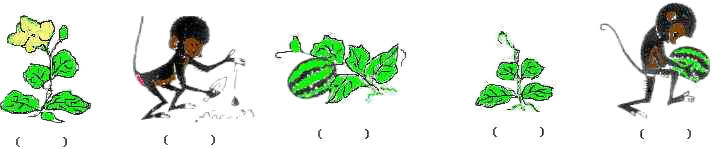 (　　) (　　) (　　) (　　) (　　)